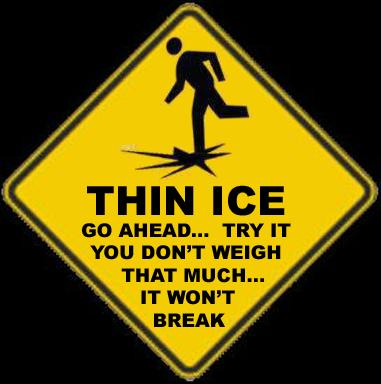 THIN ICE
GO AHEAD... TRY IT
YOU DON'T WEIGH
THAT MUCH...
IT WON'T
BREAK